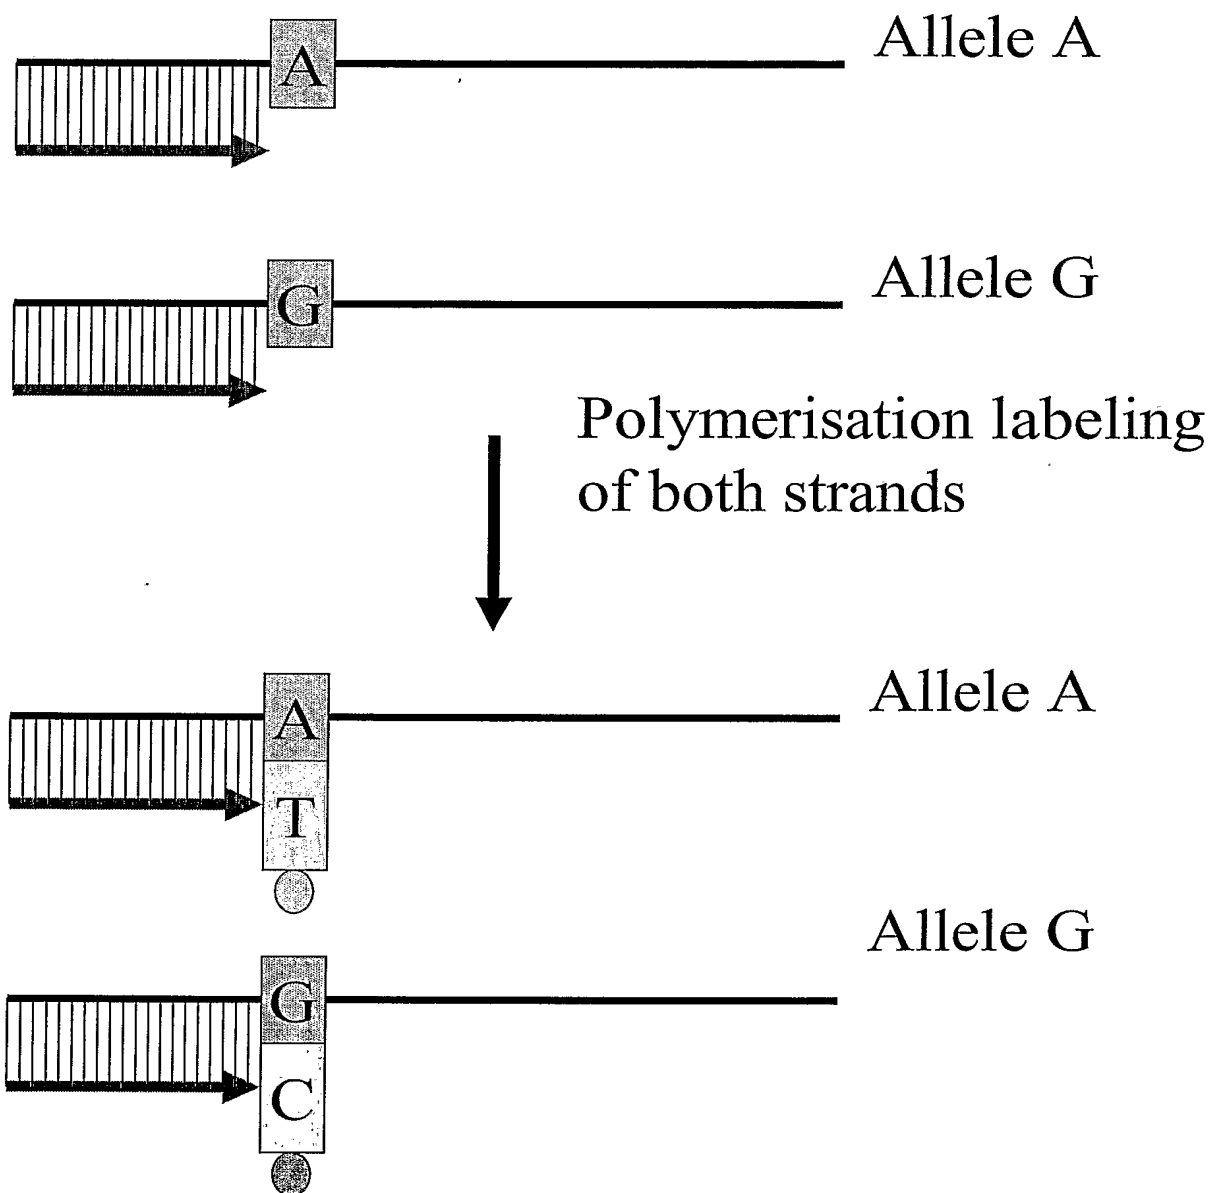 Allele A
A
Allele G
G
Polymerisation labeling
of both strands
Allele A
A
T
Allele G
G
C